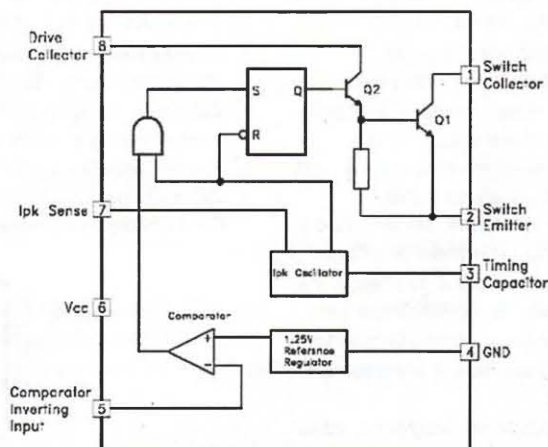 Drive
Collector
8
S
Q
R
Q2
Q1
1
Switch
Collector
Ipk Sense
7
2
Switch
Emitter
Ipk Oscillator
3
Timing
Capacitor
Vcc
6
Comparator
+
−
1.25V
Reference
Regulator
4
GND
Comparator
Inverting
Input
5